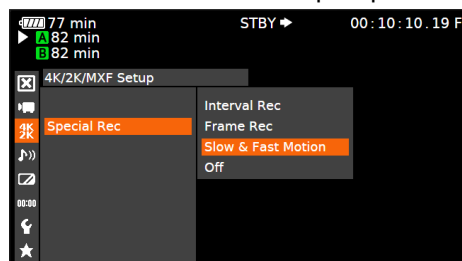 77 min STBY 00:10:10.19 F
A 82 min
B 82 min
4K/2K/MXF Setup
Interval Rec
4K 2K Special Rec Frame Rec
Slow & Fast Motion
Off
00:00